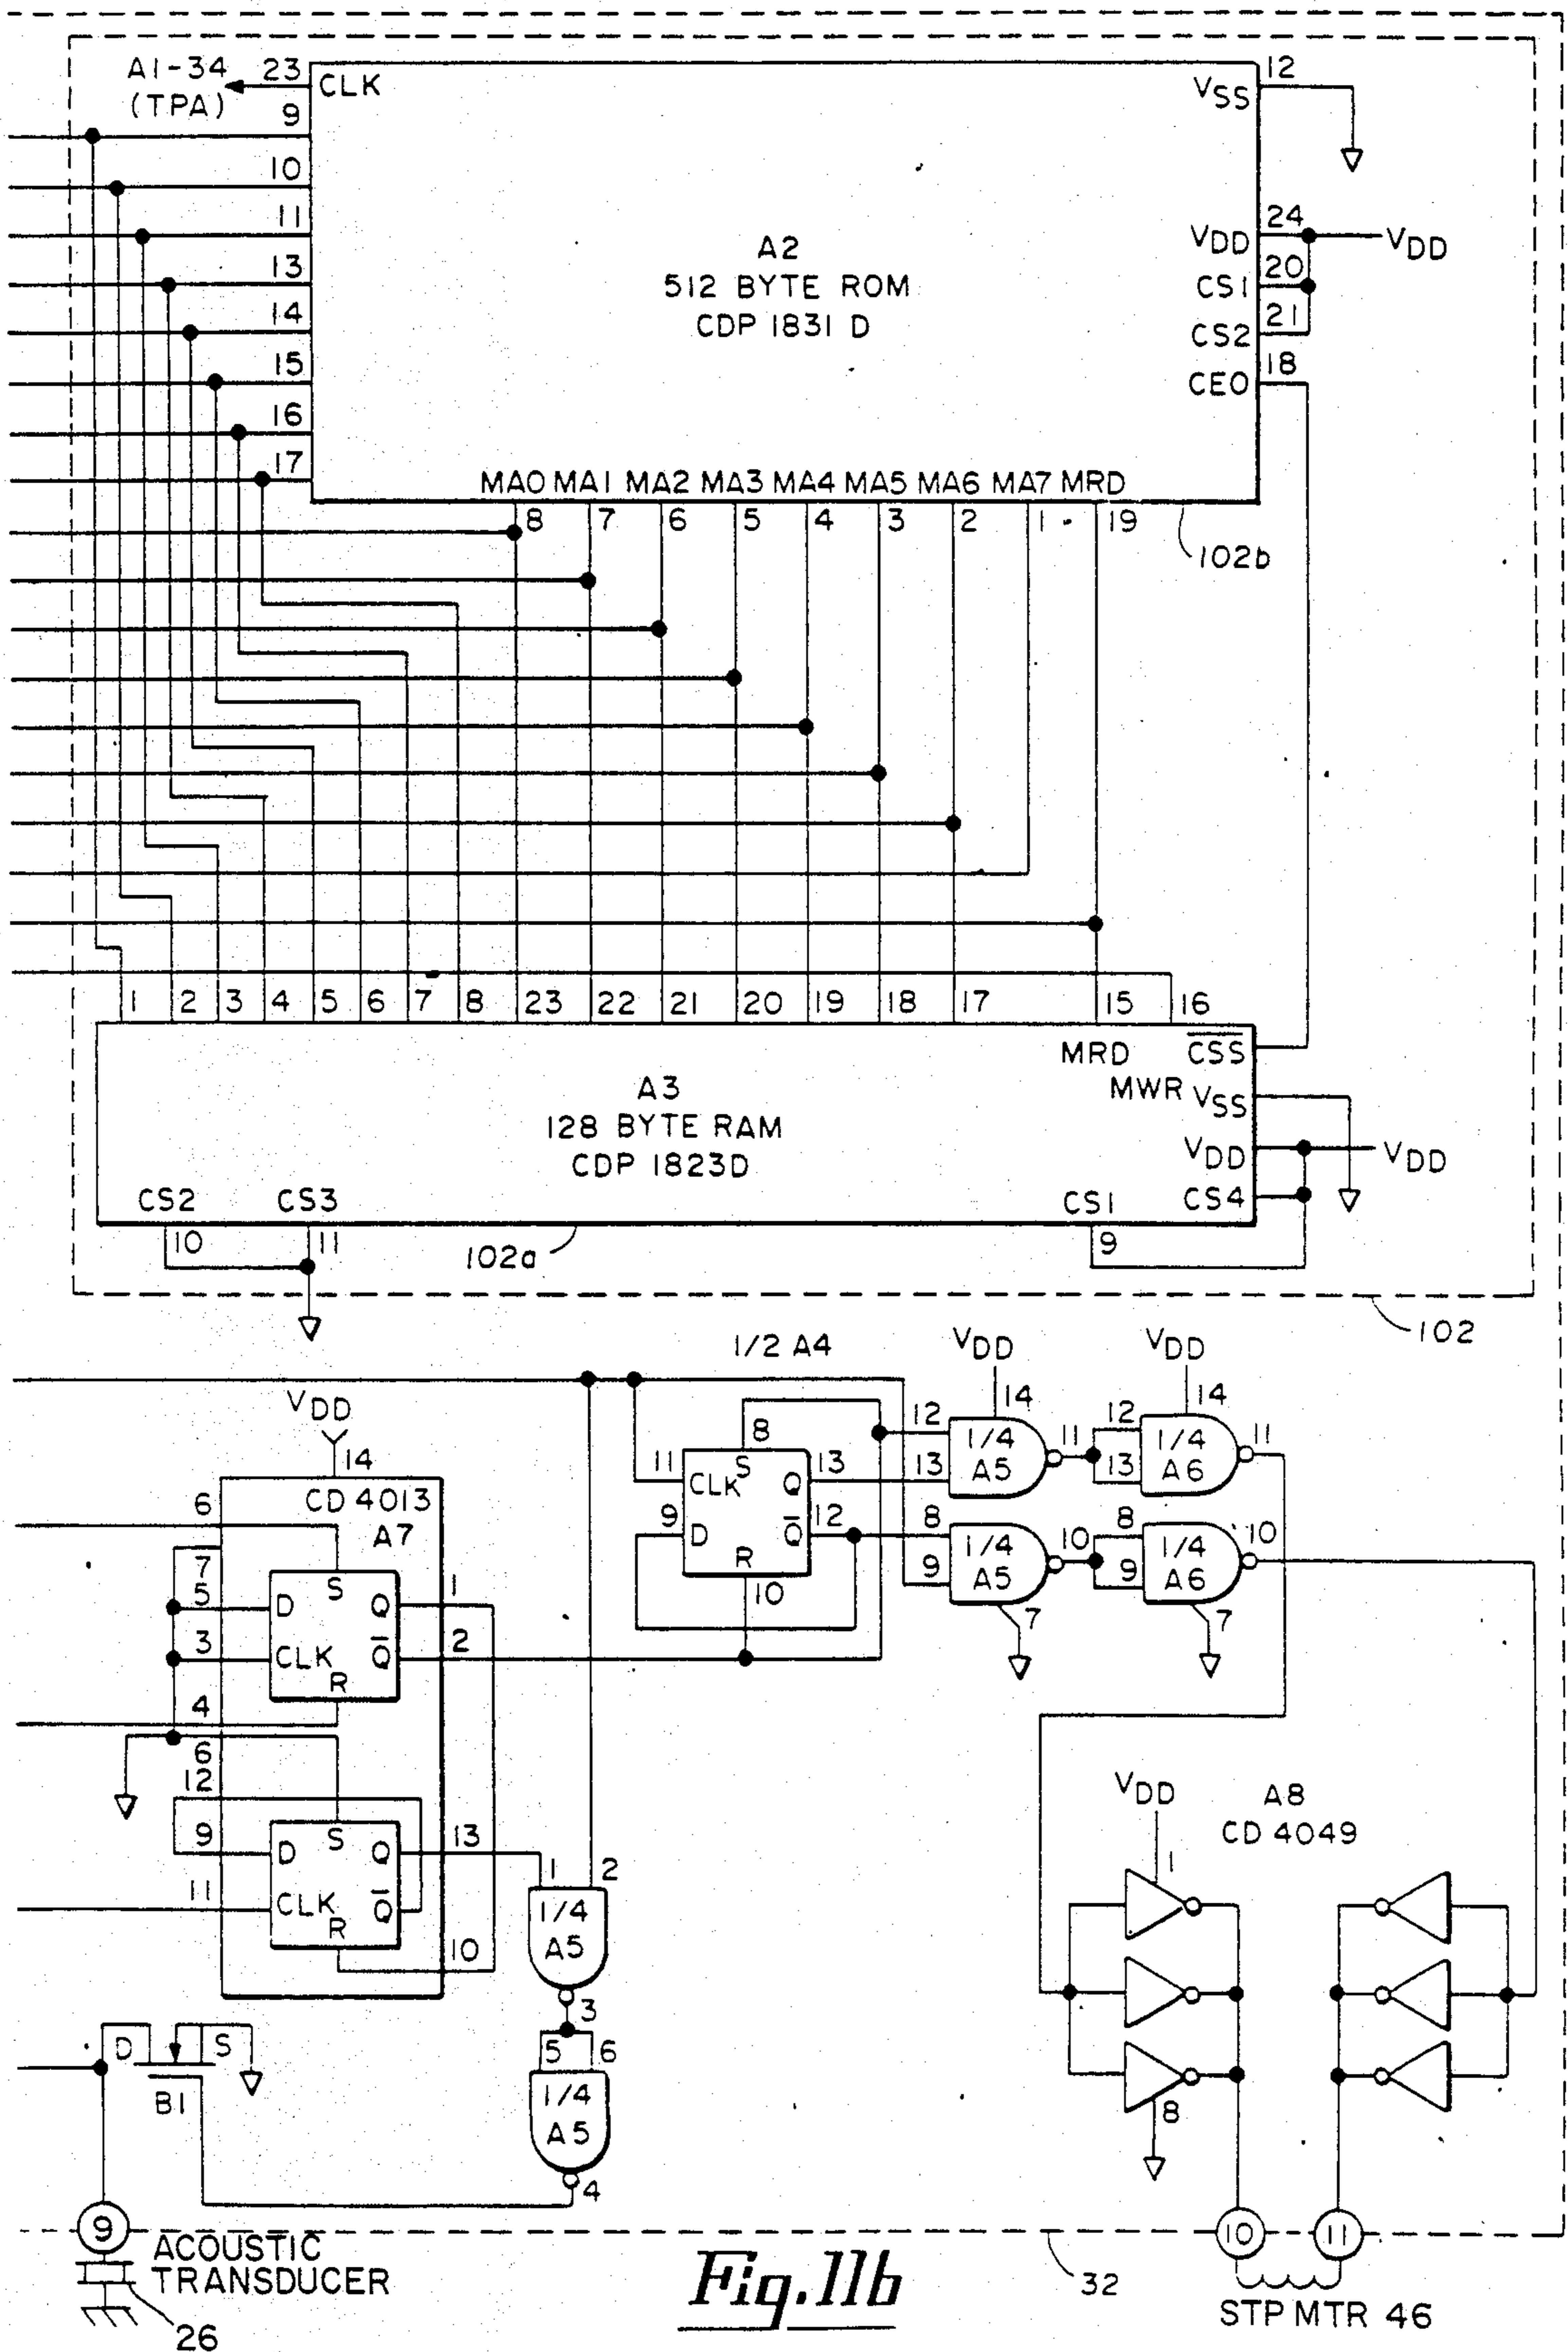 A1-34 23 CLK VSS 12
(TPA)
9
10
11 VDD 24 VDD
A2
13 512 BYTE ROM CS1 20
14 CDP 1831 D CS2 21
15 CEO 18
16
17 MA0 MA1 MA2 MA3 MA4 MA5 MA6 MA7 MRD
8 7 6 5 4 3 2 1 19
102b
1 2 3 4 5 6 7 8 23 22 21 20 19 18 17 15 16
MRD CSS
A3 MWR VSS
128 BYTE RAM
CDP 1823D VDD VDD
CS2 CS3 CS1 CS4
10 11 102a 9
102
1/2 A4 VDD VDD
VDD 8 12 14 12 14
14 11 CLK S Q 13 13 1/4 A5 11 13 1/4 A6 11
6 CD 4013 9 D Q 12 8 1/4 A5 10 8 1/4 A6 10
A7 R 10 9 7 9 7
7
5 D S Q 1
3 CLK Q 2
R
4
6
12 VDD A8
CD 4049
9 D S Q 13 1 2 1
11 CLK Q 1/4
R 10 A5
3
D S 5 6
B1 1/4 8
A5
4
9 10 11
ACOUSTIC
TRANSDUCER Fig.11b 32
26 STP MTR 46